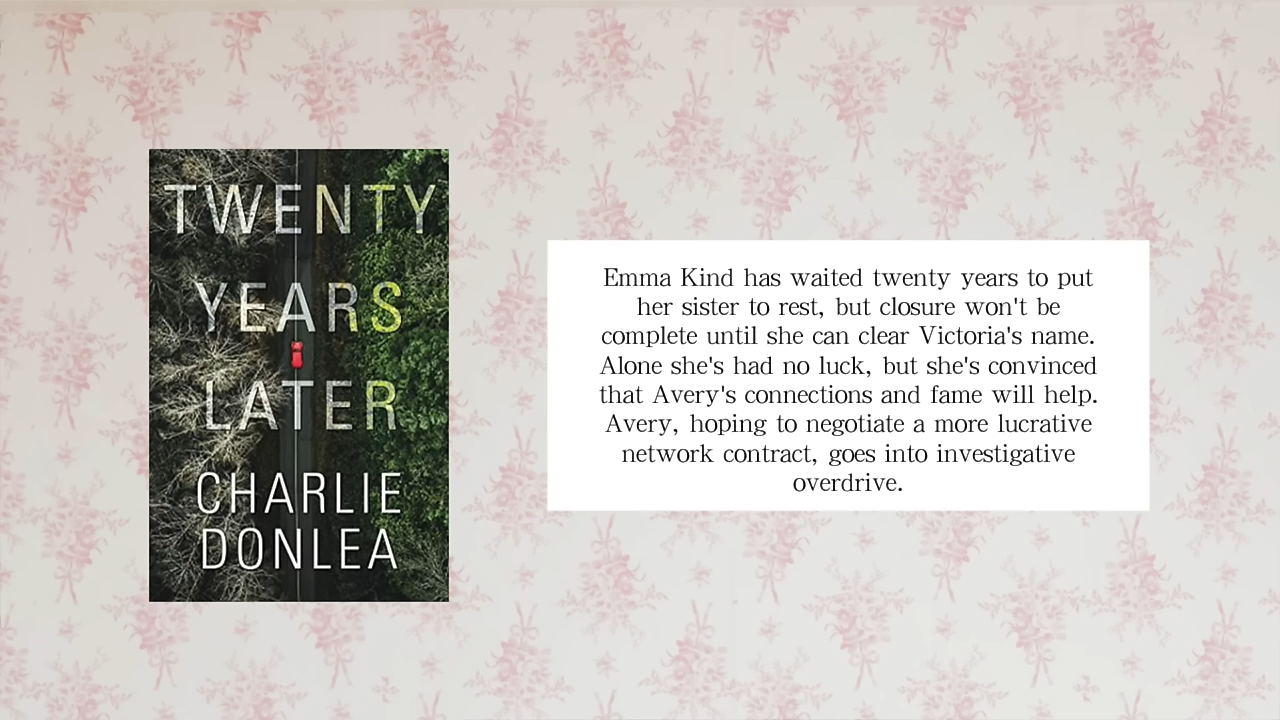 TWENTY
YEARS
LATER
CHARLIE
DONLEA
Emma Kind has waited twenty years to put
her sister to rest, but closure won't be
complete until she can clear Victoria's name.
Alone she's had no luck, but she's convinced
that Avery's connections and fame will help.
Avery, hoping to negotiate a more lucrative
network contract, goes into investigative
overdrive.